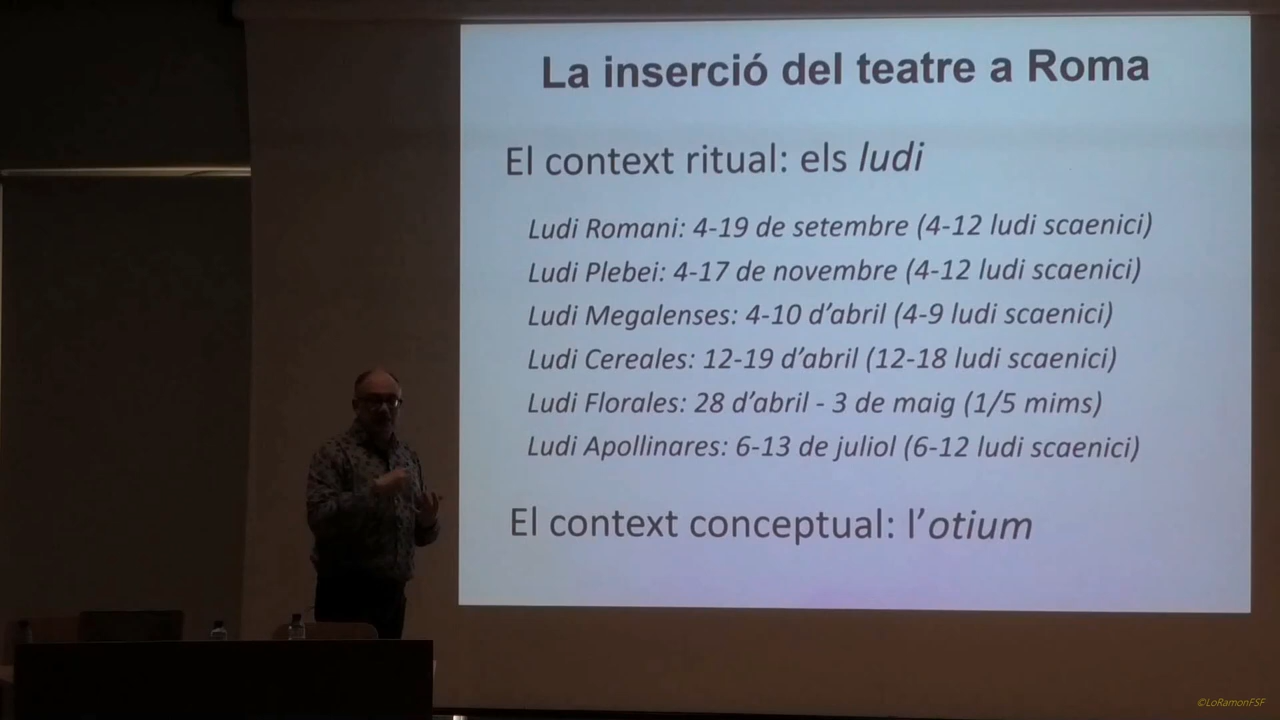 La inserció del teatre a Roma
El context ritual: els ludi
Ludi Romani: 4-19 de setembre (4-12 ludi scaenici)
Ludi Plebei: 4-17 de novembre (4-12 ludi scaenici)
Ludi Megalenses: 4-10 d’abril (4-9 ludi scaenici)
Ludi Cereales: 12-19 d’abril (12-18 ludi scaenici)
Ludi Florales: 28 d’abril - 3 de maig (1/5 mims)
Ludi Apollinares: 6-13 de juliol (6-12 ludi scaenici)
El context conceptual: l’otium
©LoRamonFSF